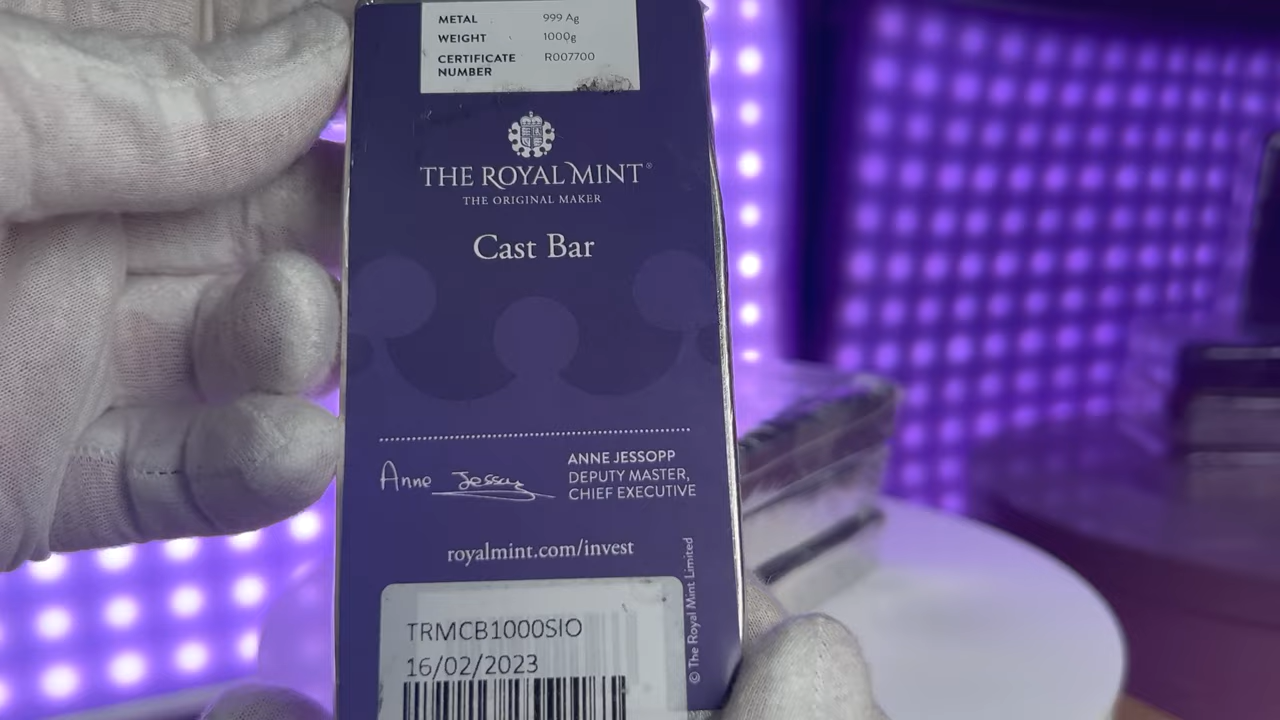 METAL 999 Ag
WEIGHT 1000g
CERTIFICATE NUMBER R007700
THE ROYAL MINT®
THE ORIGINAL MAKER
Cast Bar
Anne Jessopp
ANNE JESSOPP
DEPUTY MASTER,
CHIEF EXECUTIVE
royalmint.com/invest
© The Royal Mint Limited
TRMCB1000SIO
16/02/2023